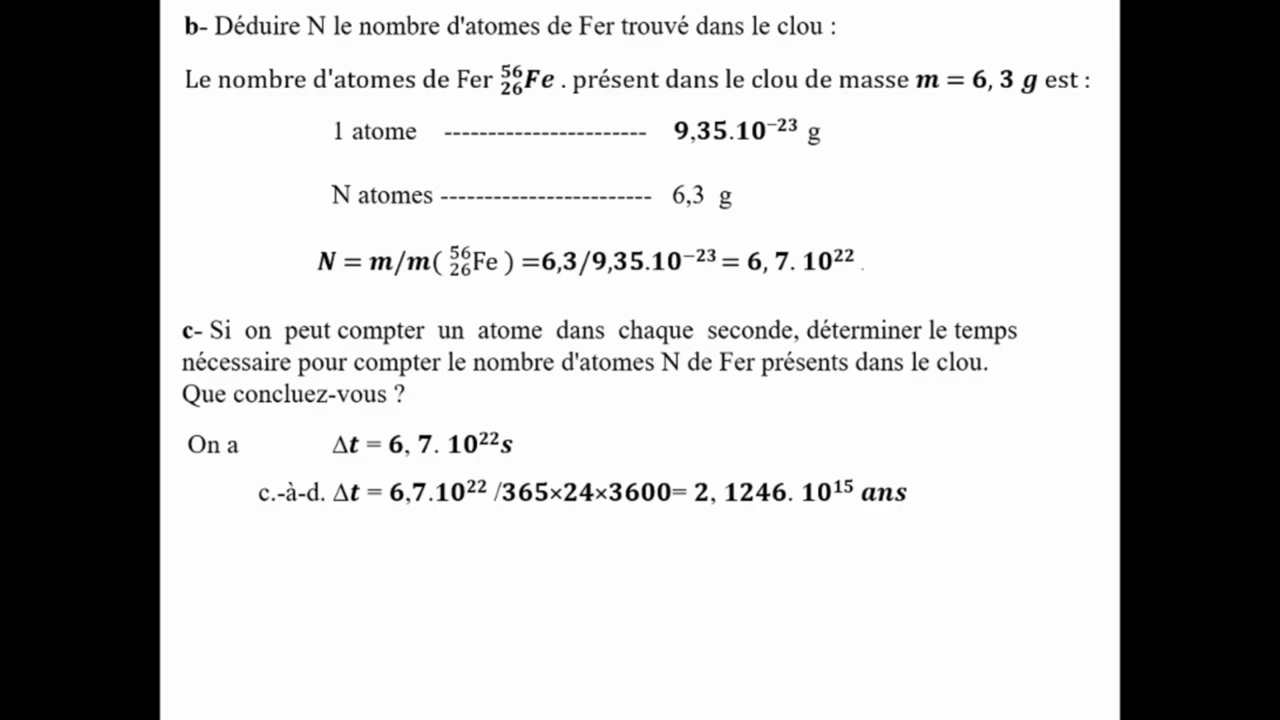 b- Déduire N le nombre d'atomes de Fer trouvé dans le clou :
Le nombre d'atomes de Fer ⁵⁶₂₆Fe . présent dans le clou de masse m = 6, 3 g est :
1 atome ----------------------- 9,35.10⁻²³ g
N atomes ------------------------ 6,3 g
N = m/m( ⁵⁶₂₆Fe ) =6,3/9,35.10⁻²³ = 6, 7. 10²² .
c- Si on peut compter un atome dans chaque seconde, déterminer le temps
nécessaire pour compter le nombre d'atomes N de Fer présents dans le clou.
Que concluez-vous ?
On a Δt = 6, 7. 10²²s
c.-à-d. Δt = 6,7.10²² /365×24×3600= 2, 1246. 10¹⁵ ans